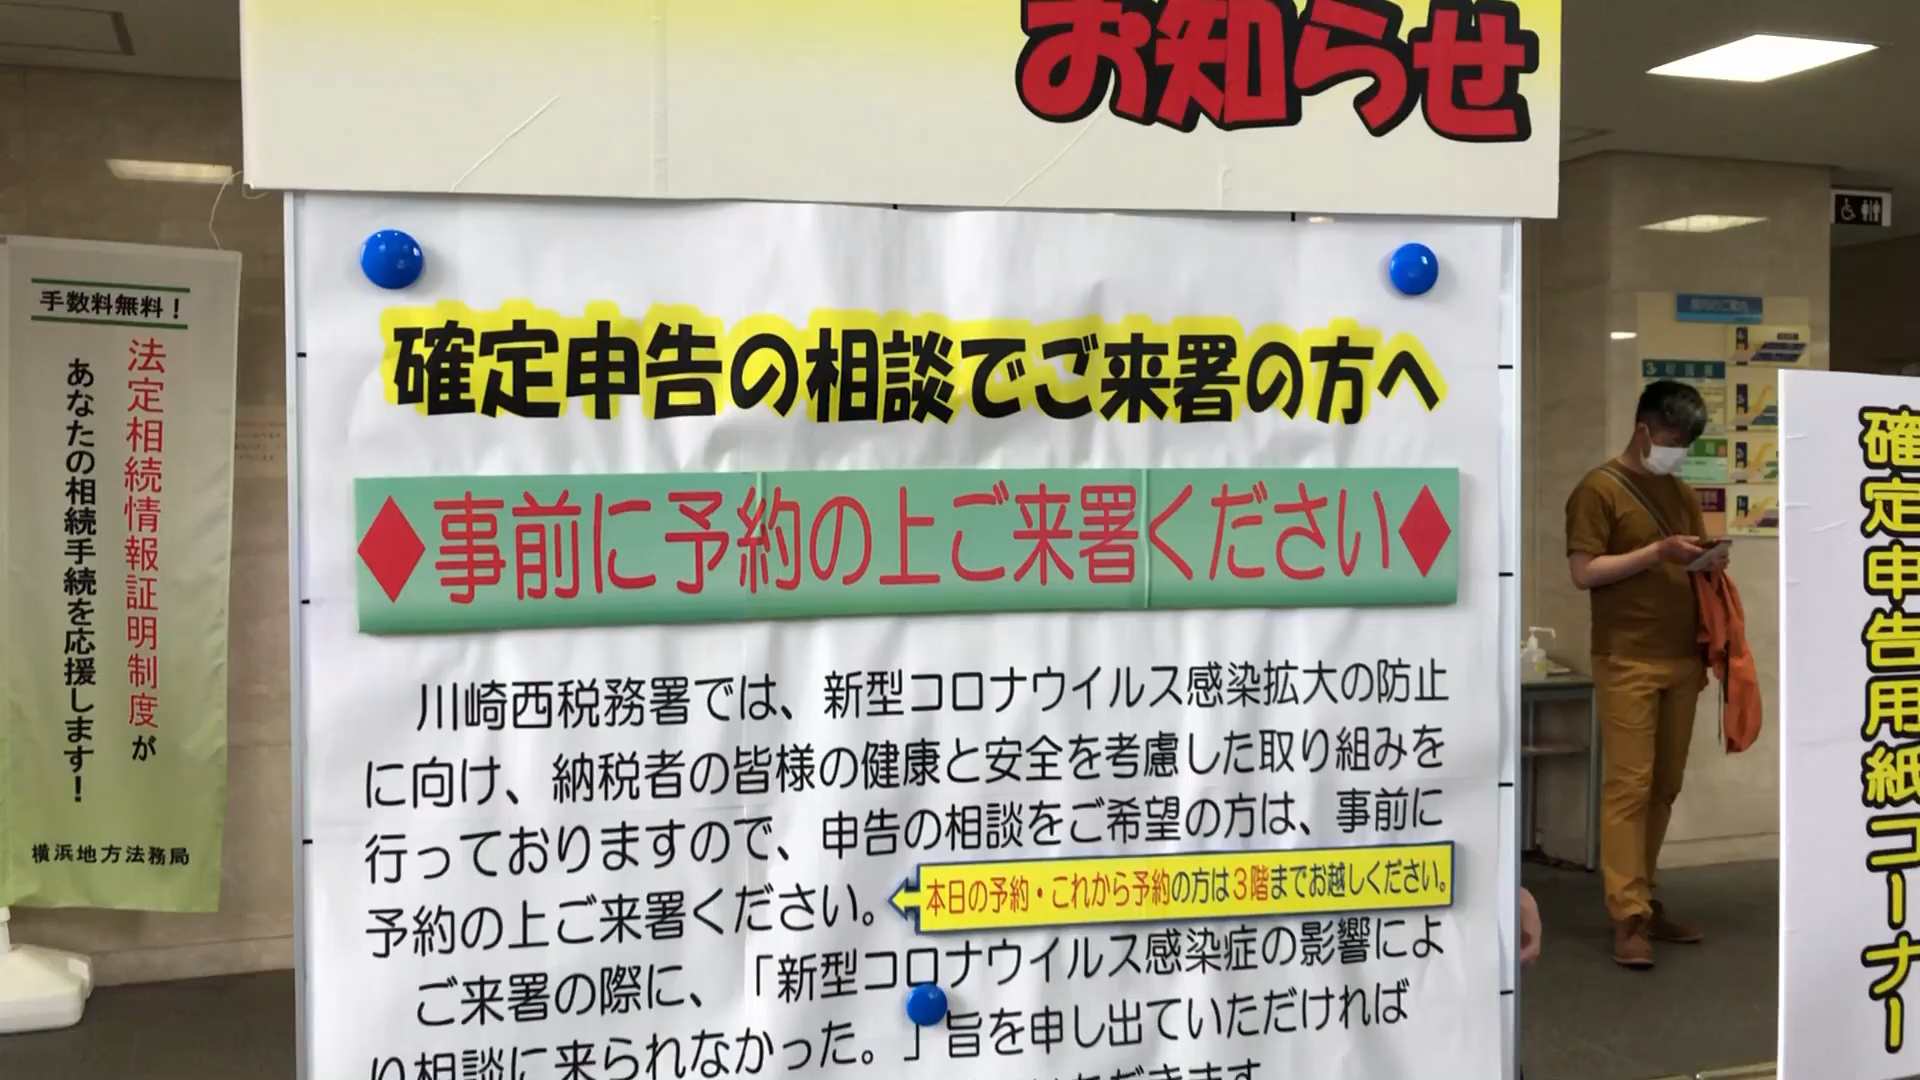 お知らせ
確定申告の相談でご来署の方へ
◆事前に予約の上ご来署ください◆
川崎西税務署では、新型コロナウイルス感染拡大の防止
に向け、納税者の皆様の健康と安全を考慮した取り組みを
行っておりますので、申告の相談をご希望の方は、事前に
予約の上ご来署ください。
本日の予約・これから予約の方は3階までお越しください。
ご来署の際に、「新型コロナウイルス感染症の影響によ
り相談に来られなかった。」旨を申し出ていただければ
手数料無料！
法定相続情報証明制度が
あなたの相続手続を応援します！
横浜地方法務局
確定申告用紙コーナー